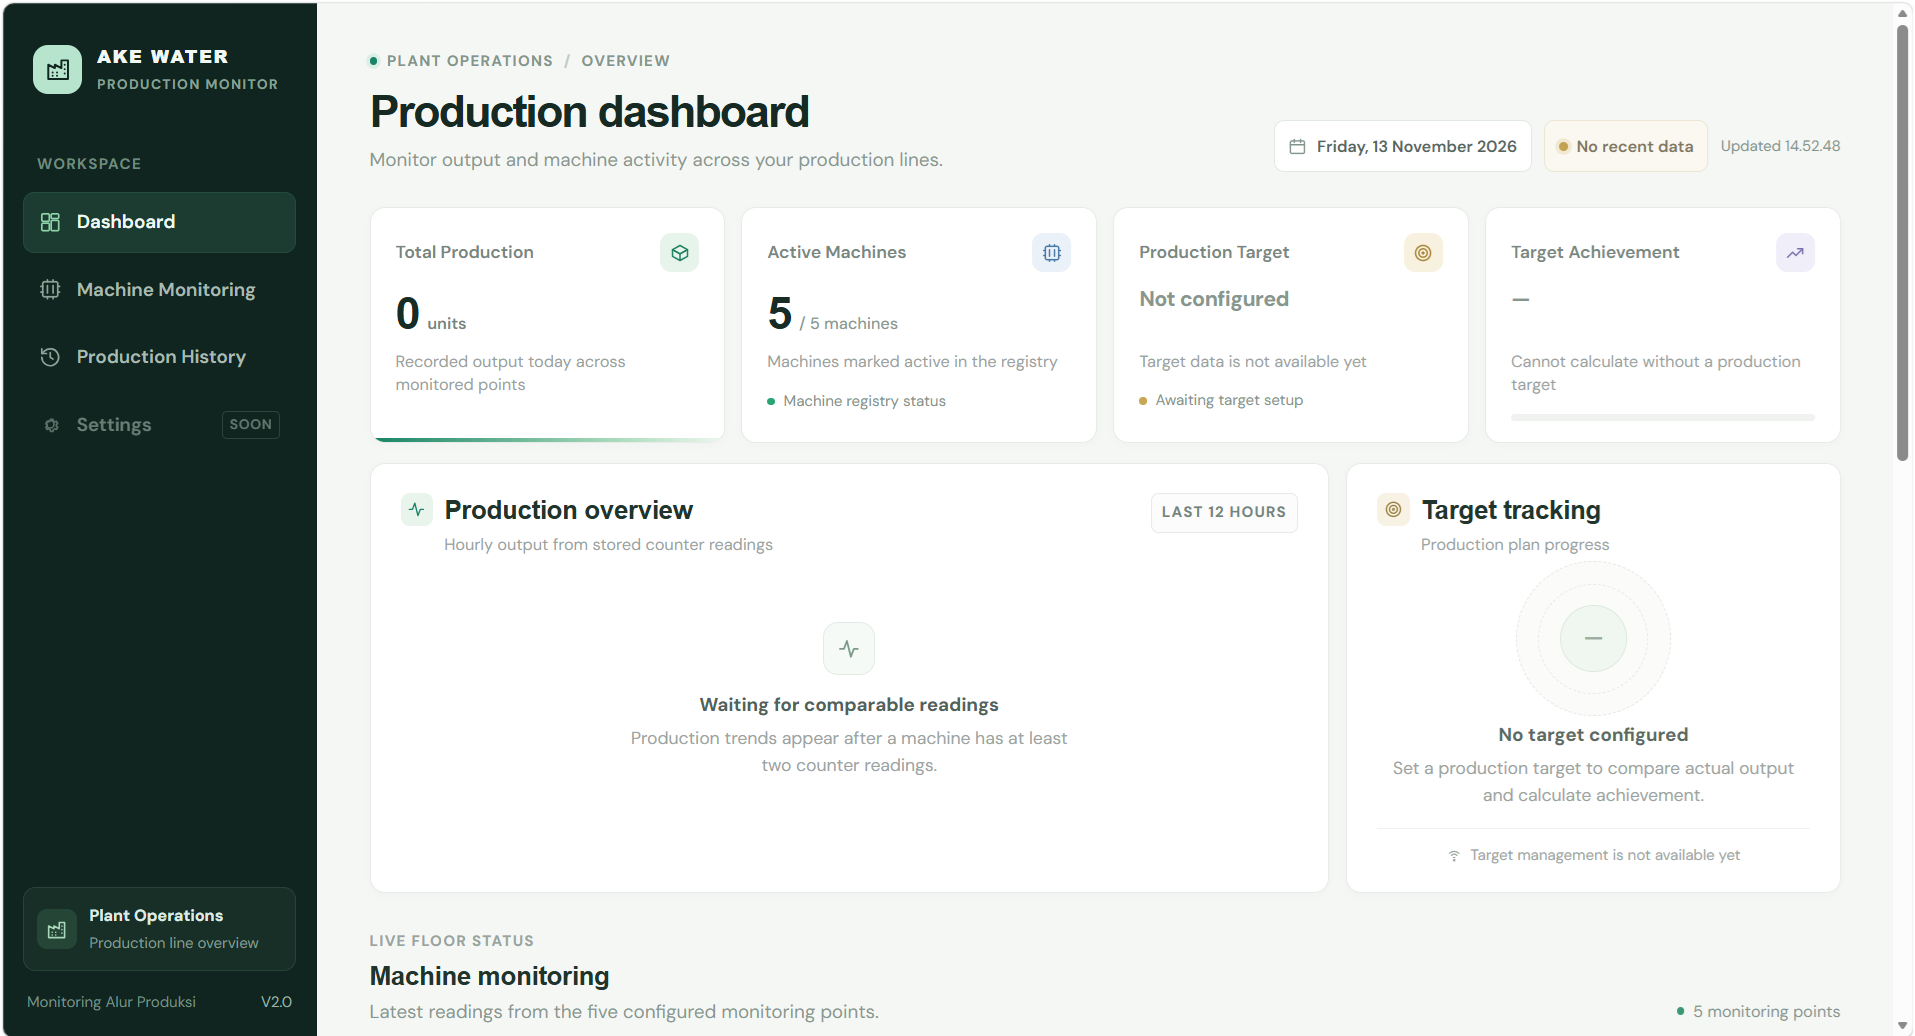 AKE WATER
PRODUCTION MONITOR
WORKSPACE
Dashboard
Machine Monitoring
Production History
Settings SOON
Plant Operations
Production line overview
Monitoring Alur Produksi V2.0
PLANT OPERATIONS / OVERVIEW
Production dashboard
Monitor output and machine activity across your production lines.
Friday, 13 November 2026
No recent data
Updated 14.52.48
Total Production
0 units
Recorded output today across
monitored points
Active Machines
5 / 5 machines
Machines marked active in the registry
Machine registry status
Production Target
Not configured
Target data is not available yet
Awaiting target setup
Target Achievement
—
Cannot calculate without a production
target
Production overview
Hourly output from stored counter readings
LAST 12 HOURS
Waiting for comparable readings
Production trends appear after a machine has at least
two counter readings.
Target tracking
Production plan progress
—
No target configured
Set a production target to compare actual output
and calculate achievement.
Target management is not available yet
LIVE FLOOR STATUS
Machine monitoring
Latest readings from the five configured monitoring points.
5 monitoring points